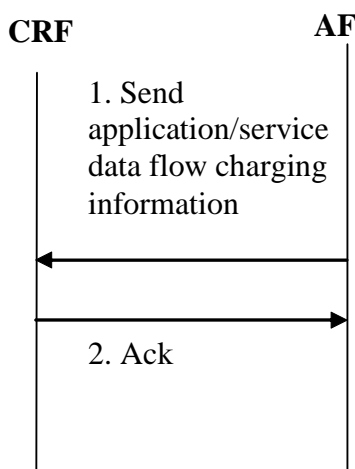 CRF
AF
1. Send
application/service
data flow charging
information
2. Ack